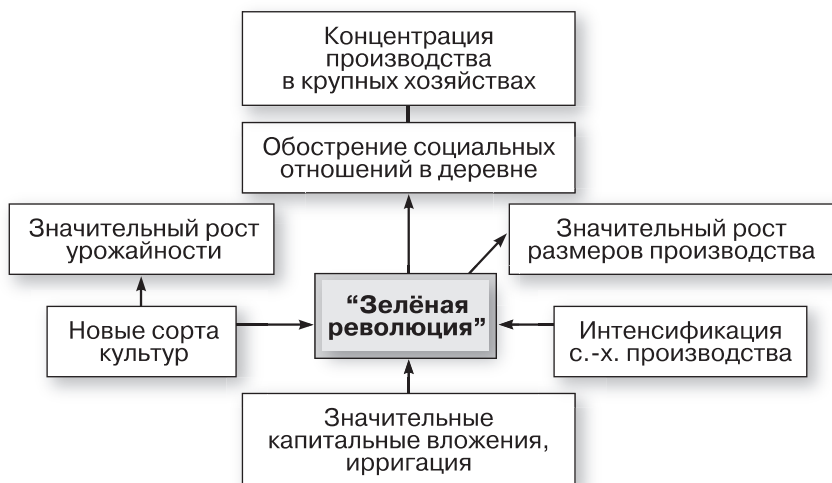 Концентрация
производства
в крупных хозяйствах
Обострение социальных
отношений в деревне
Значительный рост
урожайности
Значительный рост
размеров производства
“Зелёная
революция”
Новые сорта
культур
Интенсификация
с.-х. производства
Значительные
капитальные вложения,
ирригация